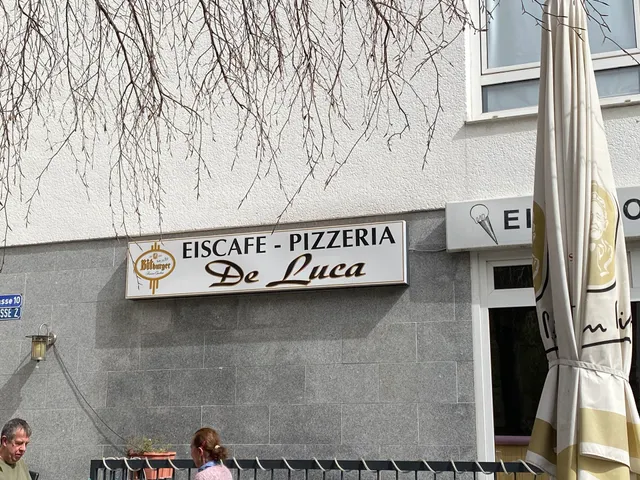 EISCAFE - PIZZERIA
Bitburger
De Luca
EI
asse 10
SSE 2